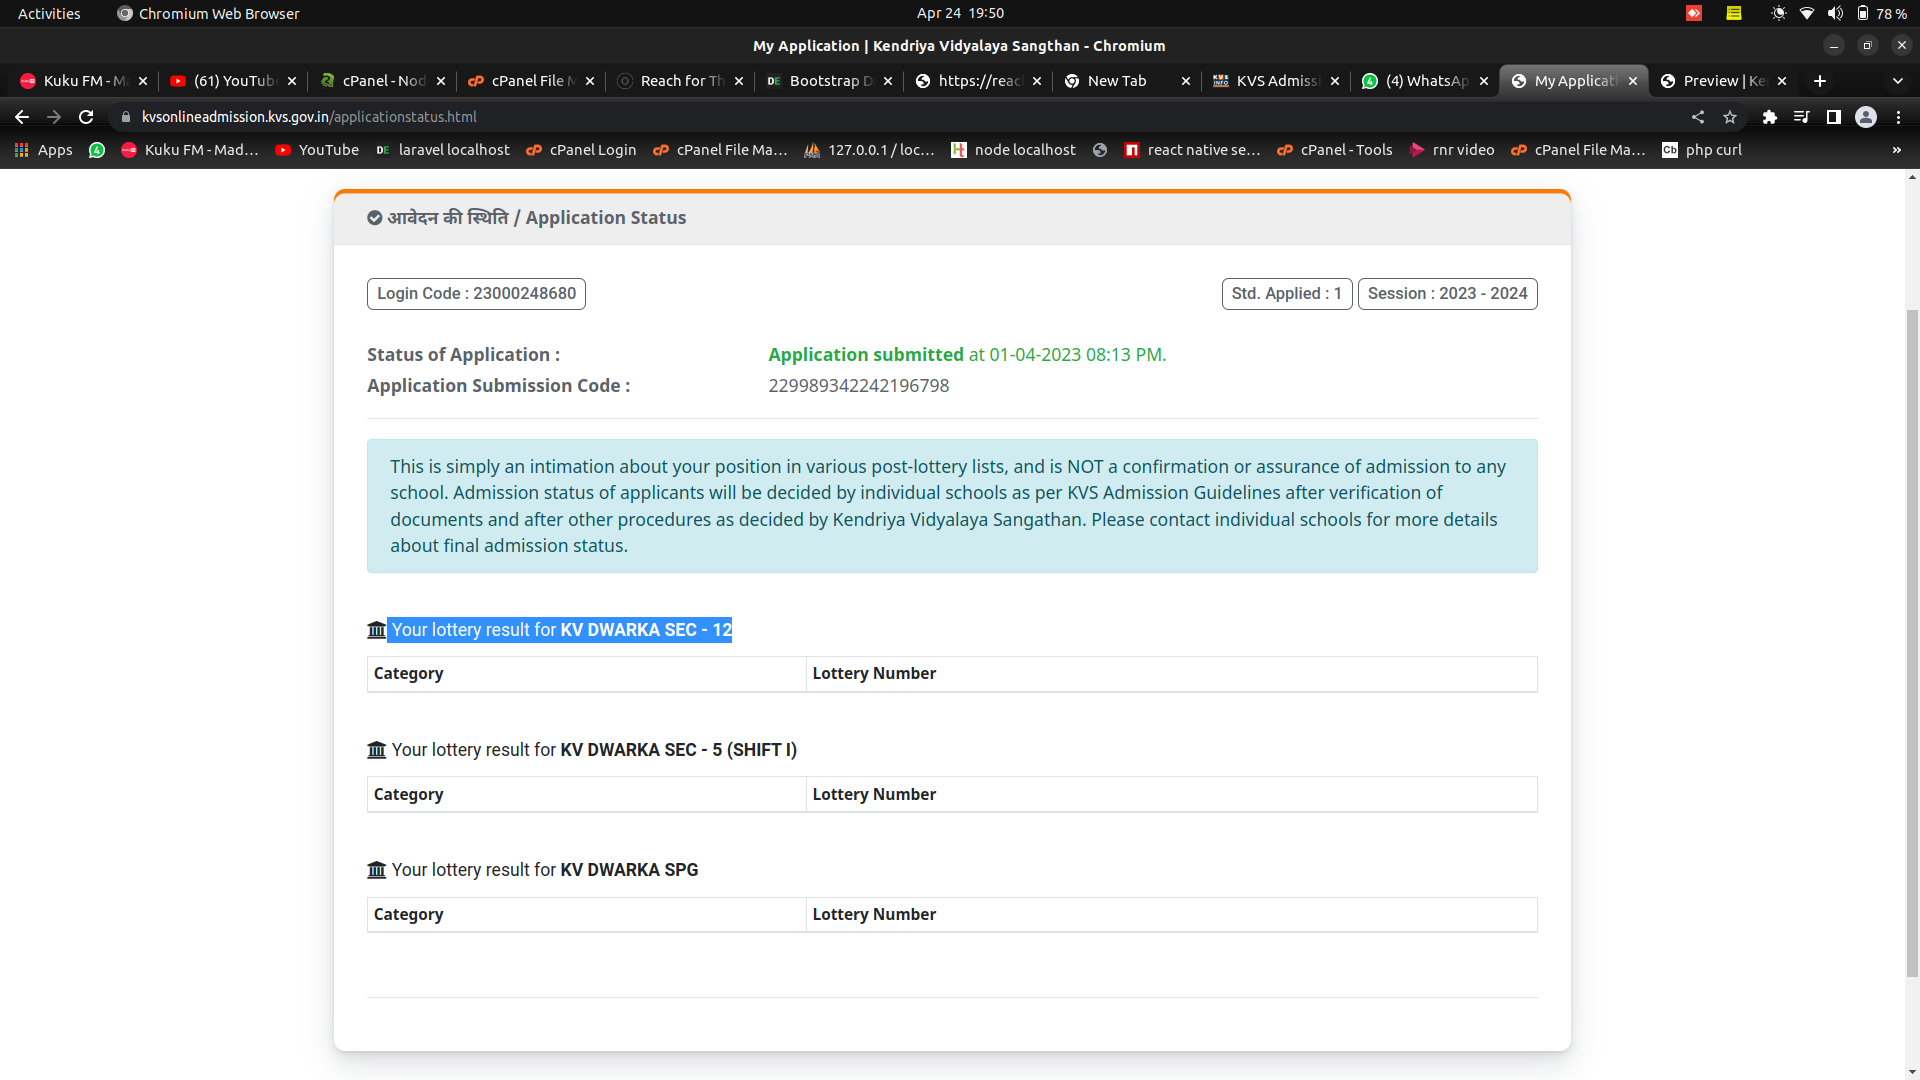 Activities Chromium Web Browser Apr 24 19:50 78 %
My Application | Kendriya Vidyalaya Sangthan - Chromium
Kuku FM - Ma (61) YouTube cPanel - Nod cPanel File M Reach for Th Bootstrap D https://reac New Tab KVS Admissi (4) WhatsAp My Applicati Preview | Ke
kvsonlineadmission.kvs.gov.in/applicationstatus.html
Apps Kuku FM - Mad... YouTube laravel localhost cPanel Login cPanel File Ma... 127.0.0.1 / loc... node localhost react native se... cPanel - Tools rnr video cPanel File Ma... php curl »
आवेदन की स्थिति / Application Status
Login Code : 23000248680 Std. Applied : 1 Session : 2023 - 2024
Status of Application : Application submitted at 01-04-2023 08:13 PM.
Application Submission Code : 229989342242196798
This is simply an intimation about your position in various post-lottery lists, and is NOT a confirmation or assurance of admission to any
school. Admission status of applicants will be decided by individual schools as per KVS Admission Guidelines after verification of
documents and after other procedures as decided by Kendriya Vidyalaya Sangathan. Please contact individual schools for more details
about final admission status.
Your lottery result for KV DWARKA SEC - 12
Category Lottery Number
Your lottery result for KV DWARKA SEC - 5 (SHIFT I)
Category Lottery Number
Your lottery result for KV DWARKA SPG
Category Lottery Number